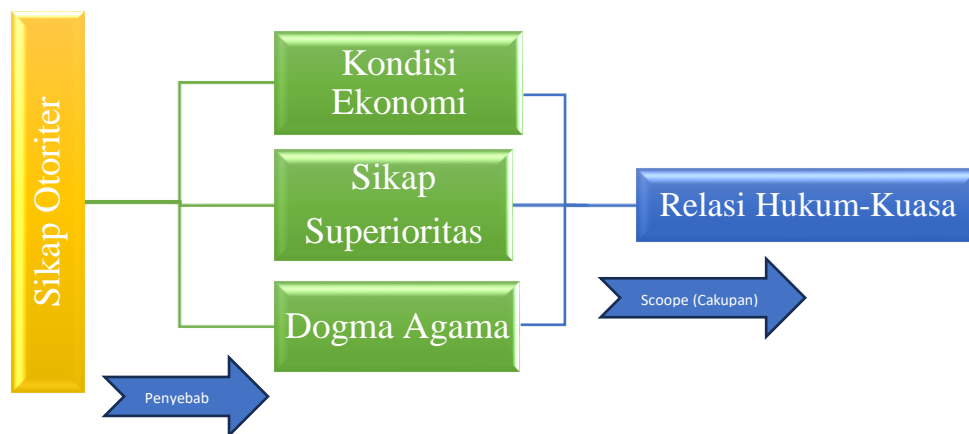 Sikap Otoriter
Kondisi
Ekonomi
Sikap
Superioritas
Dogma Agama
Relasi Hukum-Kuasa
Penyebab
Scoope (Cakupan)